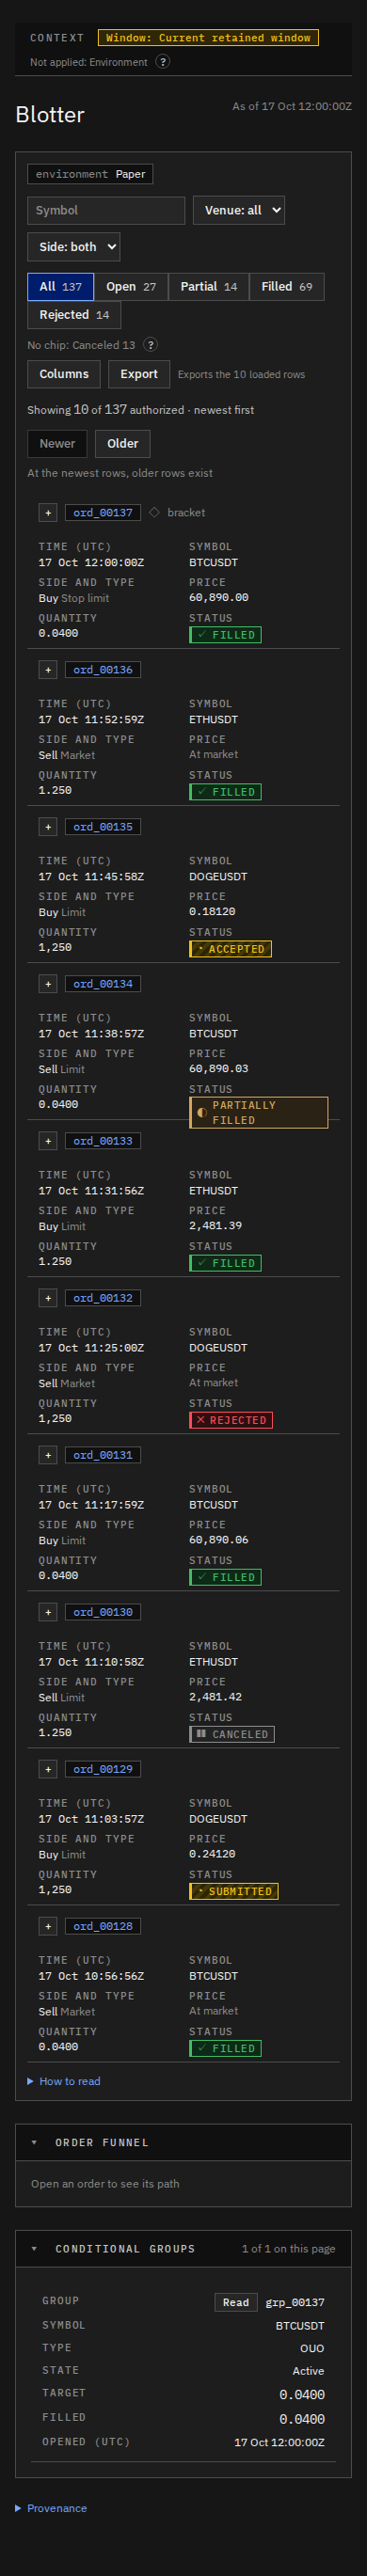 CONTEXT Window: Current retained window
Not applied: Environment ?
Blotter As of 17 Oct 12:00:00Z
environment Paper
Symbol Venue: all
Side: both
All 137 Open 27 Partial 14 Filled 69
Rejected 14
No chip: Canceled 13 ?
Columns Export Exports the 10 loaded rows
Showing 10 of 137 authorized · newest first
Newer Older
At the newest rows, older rows exist
+ ord_00137 ◇ bracket
TIME (UTC) SYMBOL
17 Oct 12:00:00Z BTCUSDT
SIDE AND TYPE PRICE
Buy Stop limit 60,890.00
QUANTITY STATUS
0.0400 ✓ FILLED
+ ord_00136
TIME (UTC) SYMBOL
17 Oct 11:52:59Z ETHUSDT
SIDE AND TYPE PRICE
Sell Market At market
QUANTITY STATUS
1.250 ✓ FILLED
+ ord_00135
TIME (UTC) SYMBOL
17 Oct 11:45:58Z DOGEUSDT
SIDE AND TYPE PRICE
Buy Limit 0.18120
QUANTITY STATUS
1,250 ACCEPTED
+ ord_00134
TIME (UTC) SYMBOL
17 Oct 11:38:57Z BTCUSDT
SIDE AND TYPE PRICE
Sell Limit 60,890.03
QUANTITY STATUS
0.0400 ◐ PARTIALLY
FILLED
+ ord_00133
TIME (UTC) SYMBOL
17 Oct 11:31:56Z ETHUSDT
SIDE AND TYPE PRICE
Buy Limit 2,481.39
QUANTITY STATUS
1.250 ✓ FILLED
+ ord_00132
TIME (UTC) SYMBOL
17 Oct 11:25:00Z DOGEUSDT
SIDE AND TYPE PRICE
Sell Market At market
QUANTITY STATUS
1,250 ✕ REJECTED
+ ord_00131
TIME (UTC) SYMBOL
17 Oct 11:17:59Z BTCUSDT
SIDE AND TYPE PRICE
Buy Limit 60,890.06
QUANTITY STATUS
0.0400 ✓ FILLED
+ ord_00130
TIME (UTC) SYMBOL
17 Oct 11:10:58Z ETHUSDT
SIDE AND TYPE PRICE
Sell Limit 2,481.42
QUANTITY STATUS
1.250 CANCELED
+ ord_00129
TIME (UTC) SYMBOL
17 Oct 11:03:57Z DOGEUSDT
SIDE AND TYPE PRICE
Buy Limit 0.24120
QUANTITY STATUS
1,250 SUBMITTED
+ ord_00128
TIME (UTC) SYMBOL
17 Oct 10:56:56Z BTCUSDT
SIDE AND TYPE PRICE
Sell Market At market
QUANTITY STATUS
0.0400 ✓ FILLED
▶ How to read
▾ ORDER FUNNEL
Open an order to see its path
▾ CONDITIONAL GROUPS 1 of 1 on this page
GROUP Read grp_00137
SYMBOL BTCUSDT
TYPE OUO
STATE Active
TARGET 0.0400
FILLED 0.0400
OPENED (UTC) 17 Oct 12:00:00Z
▶ Provenance